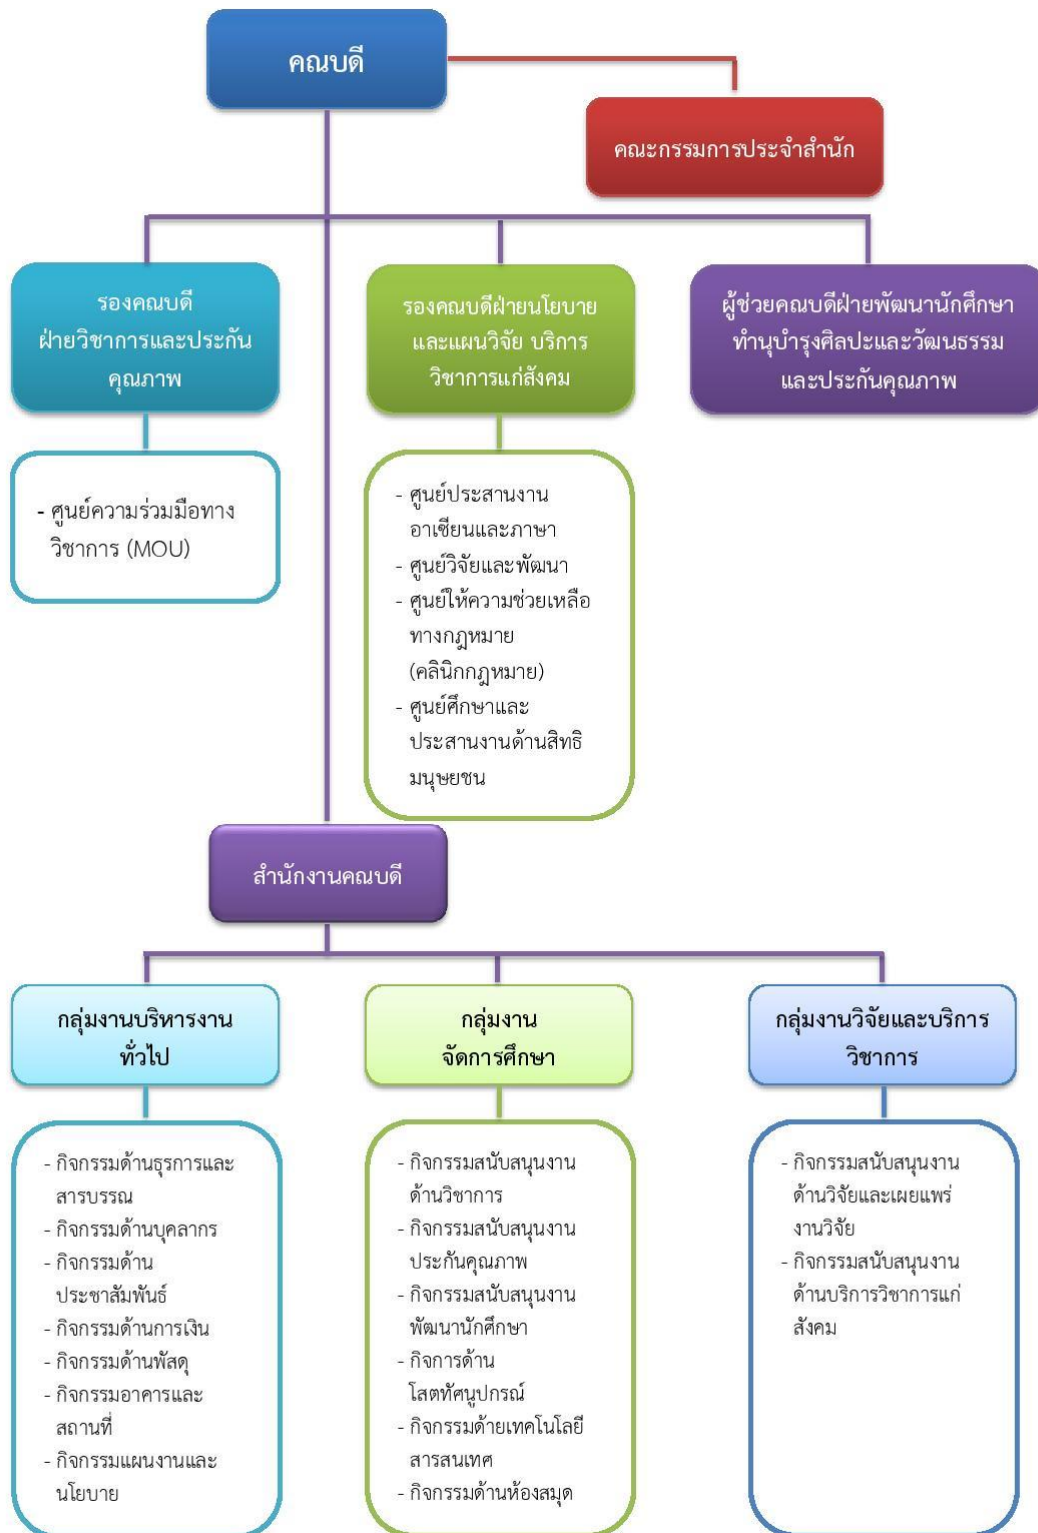 คณบดี
คณะกรรมการประจำสำนัก
รองคณบดี
ฝ่ายวิชาการและประกัน
คุณภาพ
รองคณบดีฝ่ายนโยบาย
และแผนวิจัย บริการ
วิชาการแก่สังคม
ผู้ช่วยคณบดีฝ่ายพัฒนานักศึกษา
ทำนุบำรุงศิลปะและวัฒนธรรม
และประกันคุณภาพ
- ศูนย์ความร่วมมือทาง
วิชาการ (MOU)
- ศูนย์ประสานงาน
อาเซียนและภาษา
- ศูนย์วิจัยและพัฒนา
- ศูนย์ให้ความช่วยเหลือ
ทางกฎหมาย
(คลินิกกฎหมาย)
- ศูนย์ศึกษาและ
ประสานงานด้านสิทธิ
มนุษยชน
สำนักงานคณบดี
กลุ่มงานบริหารงาน
ทั่วไป
กลุ่มงาน
จัดการศึกษา
กลุ่มงานวิจัยและบริการ
วิชาการ
- กิจกรรมด้านธุรการและ
สารบรรณ
- กิจกรรมด้านบุคลากร
- กิจกรรมด้าน
ประชาสัมพันธ์
- กิจกรรมด้านการเงิน
- กิจกรรมด้านพัสดุ
- กิจกรรมอาคารและ
สถานที่
- กิจกรรมแผนงานและ
นโยบาย
- กิจกรรมสนับสนุนงาน
ด้านวิชาการ
- กิจกรรมสนับสนุนงาน
ประกันคุณภาพ
- กิจกรรมสนับสนุนงาน
พัฒนานักศึกษา
- กิจการด้าน
โสตทัศนูปกรณ์
- กิจกรรมด้ายเทคโนโลยี
สารสนเทศ
- กิจกรรมด้านห้องสมุด
- กิจกรรมสนับสนุนงาน
ด้านวิจัยและเผยแพร่
งานวิจัย
- กิจกรรมสนับสนุนงาน
ด้านบริการวิชาการแก่
สังคม